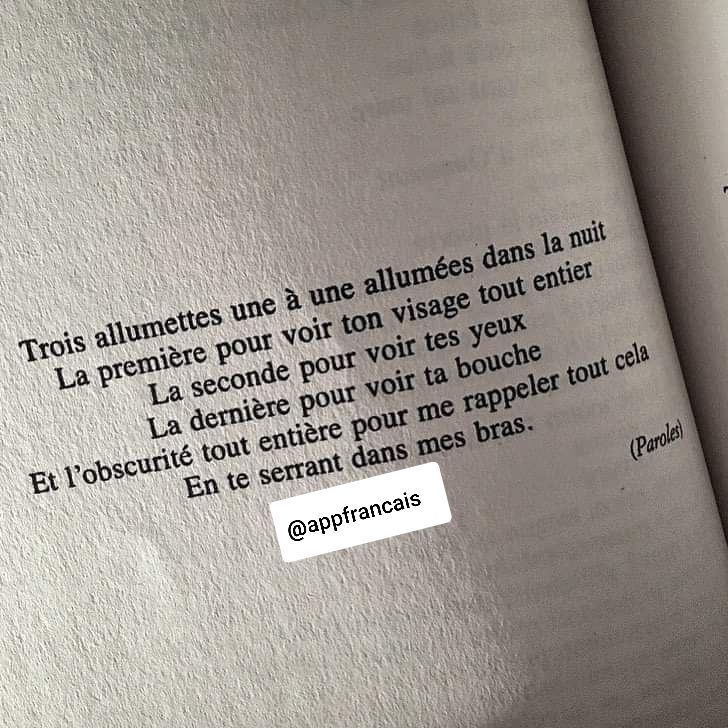 Trois allumettes une à une allumées dans la nuit
La première pour voir ton visage tout entier
La seconde pour voir tes yeux
La dernière pour voir ta bouche
Et l'obscurité tout entière pour me rappeler tout cela
En te serrant dans mes bras.
(Paroles)
@appfrancais